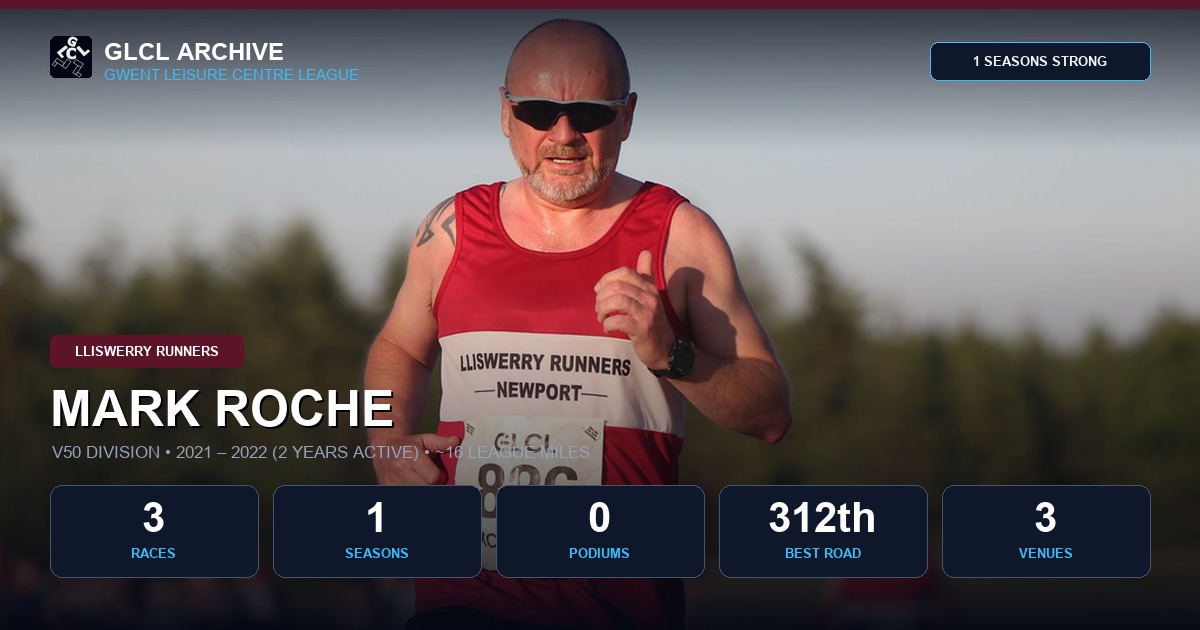 GLCL ARCHIVE
GWENT LEISURE CENTRE LEAGUE
1 SEASONS STRONG
LLISWERRY RUNNERS
NEWPORT
GLCL
LLISWERRY RUNNERS
MARK ROCHE
V50 DIVISION • 2021 – 2022 (2 YEARS ACTIVE) • ~16 LEAGUE MILES
3
RACES
1
SEASONS
0
PODIUMS
312th
BEST ROAD
3
VENUES